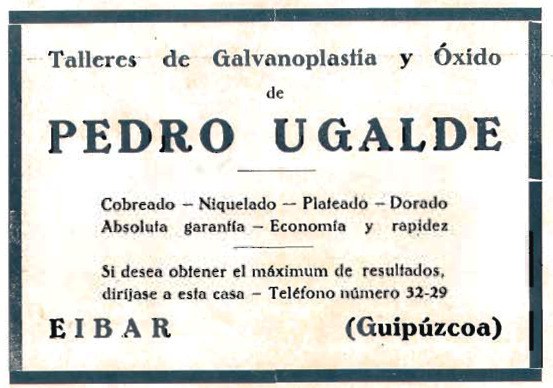 Talleres de Galvanoplastia y Óxido
de
PEDRO UGALDE
Cobreado – Niquelado – Plateado – Dorado
Absoluta garantía – Economía y rapidez
Si desea obtener el máximum de resultados,
diríjase a esta casa – Teléfono número 32-29
EIBAR (Guipúzcoa)